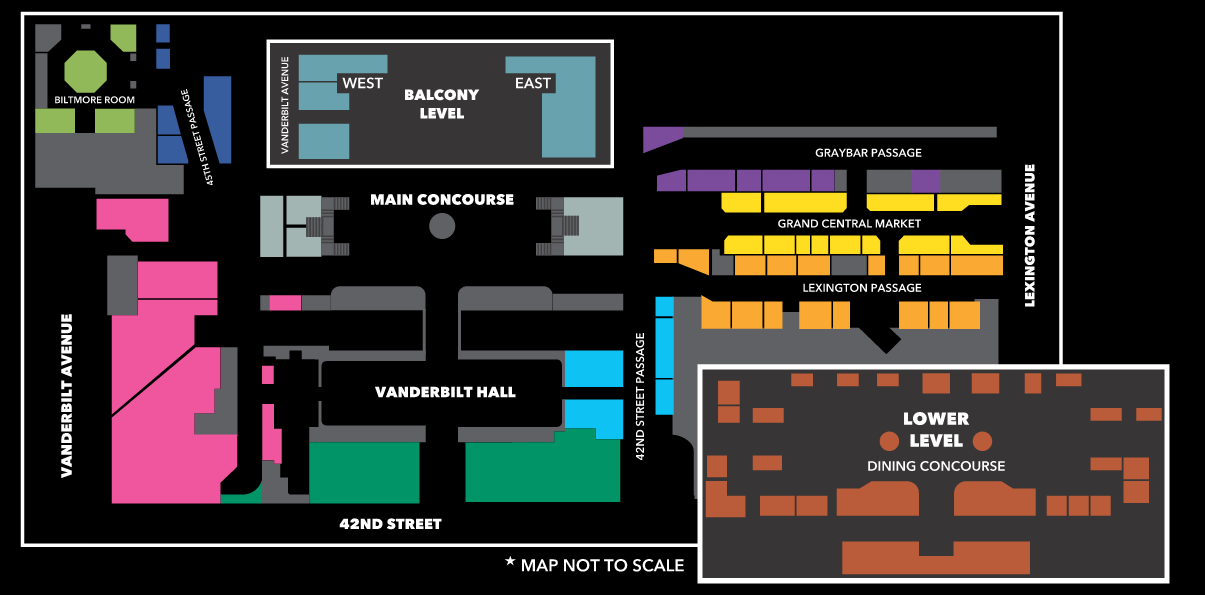 BILTMORE ROOM
45TH STREET PASSAGE
VANDERBILT AVENUE
WEST
EAST
BALCONY
LEVEL
MAIN CONCOURSE
GRAYBAR PASSAGE
GRAND CENTRAL MARKET
LEXINGTON PASSAGE
LEXINGTON AVENUE
VANDERBILT AVENUE
VANDERBILT HALL
42ND STREET PASSAGE
LOWER
LEVEL
DINING CONCOURSE
42ND STREET
* MAP NOT TO SCALE